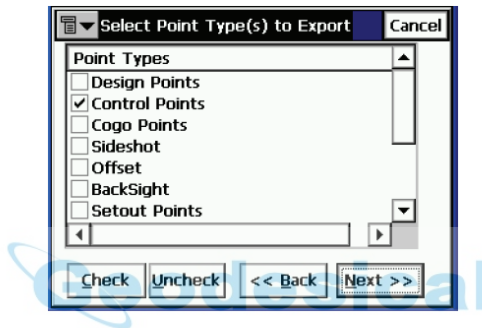 Select Point Type(s) to Export Cancel
Point Types
Design Points
Control Points
Cogo Points
Sideshot
Offset
BackSight
Setout Points
Check Uncheck << Back Next >>
Geodesical